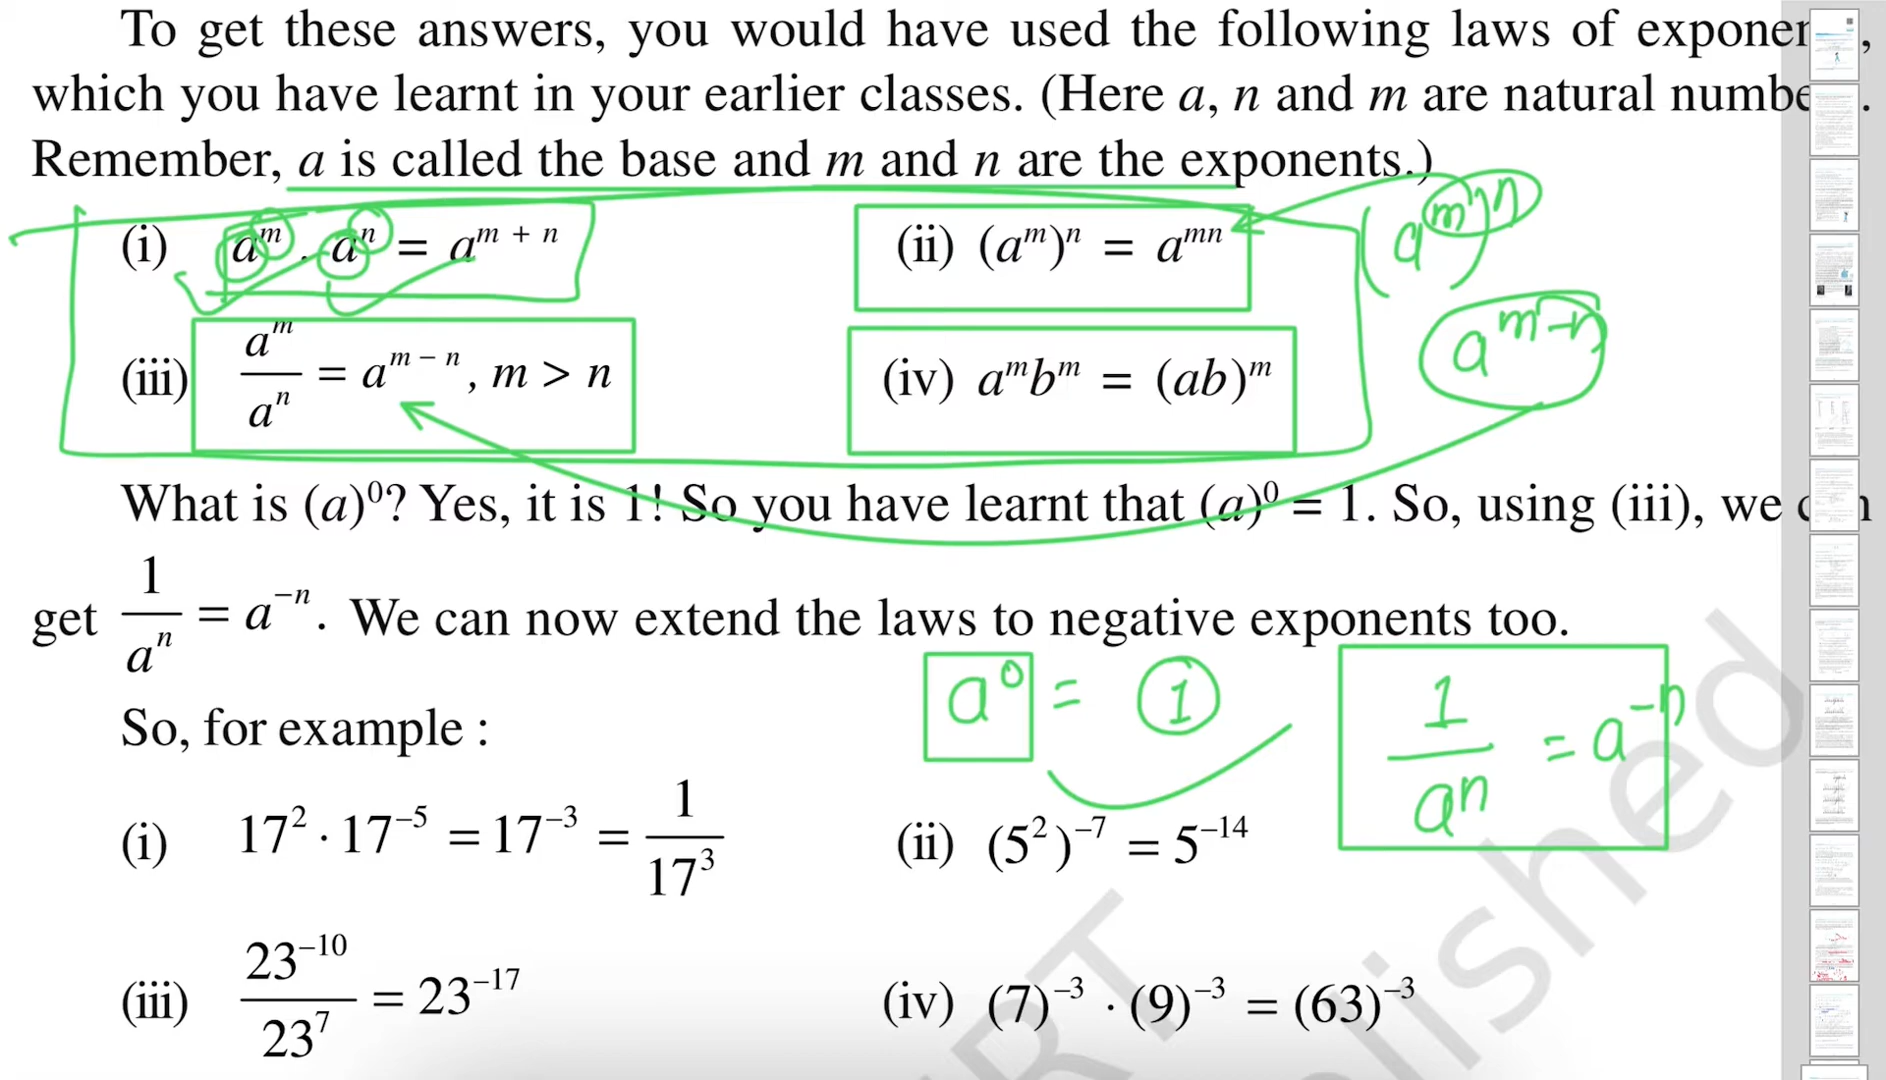 To get these answers, you would have used the following laws of exponen ,
which you have learnt in your earlier classes. (Here a, n and m are natural numbe .
Remember, a is called the base and m and n are the exponents.)
(i) a^m . a^n = a^(m + n) (ii) (a^m)^n = a^(mn) (a^m)^n
(iii) a^m / a^n = a^(m – n), m > n (iv) a^m b^m = (ab)^m a^(m-n)
What is (a)^0? Yes, it is 1! So you have learnt that (a)^0 = 1. So, using (iii), we c n
get 1 / a^n = a^(–n). We can now extend the laws to negative exponents too.
a^0 = 1 1 / a^n = a^(-n)
So, for example :
(i) 17^2 · 17^(–5) = 17^(–3) = 1 / 17^3 (ii) (5^2)^(–7) = 5^(–14)
(iii) 23^(–10) / 23^7 = 23^(–17) (iv) (7)^(–3) · (9)^(–3) = (63)^(–3)
RT
lished